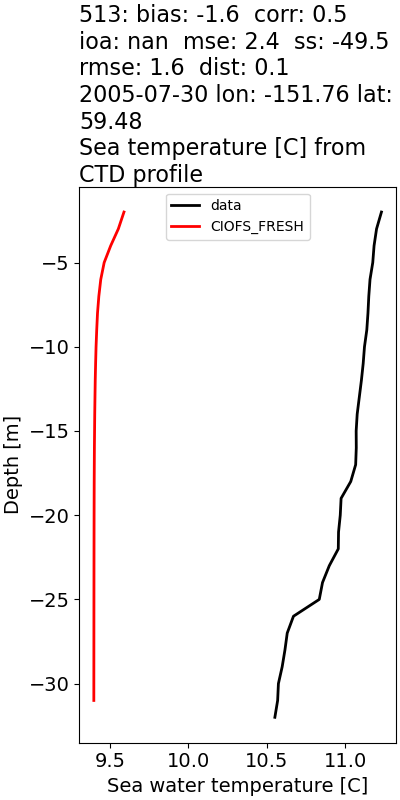 513: bias: -1.6  corr: 0.5
ioa: nan  mse: 2.4  ss: -49.5
rmse: 1.6  dist: 0.1
2005-07-30 lon: -151.76 lat:
59.48
Sea temperature [C] from
CTD profile
data
CIOFS_FRESH
−5
−10
−15
−20
−25
−30
Depth [m]
9.5 10.0 10.5 11.0
Sea water temperature [C]